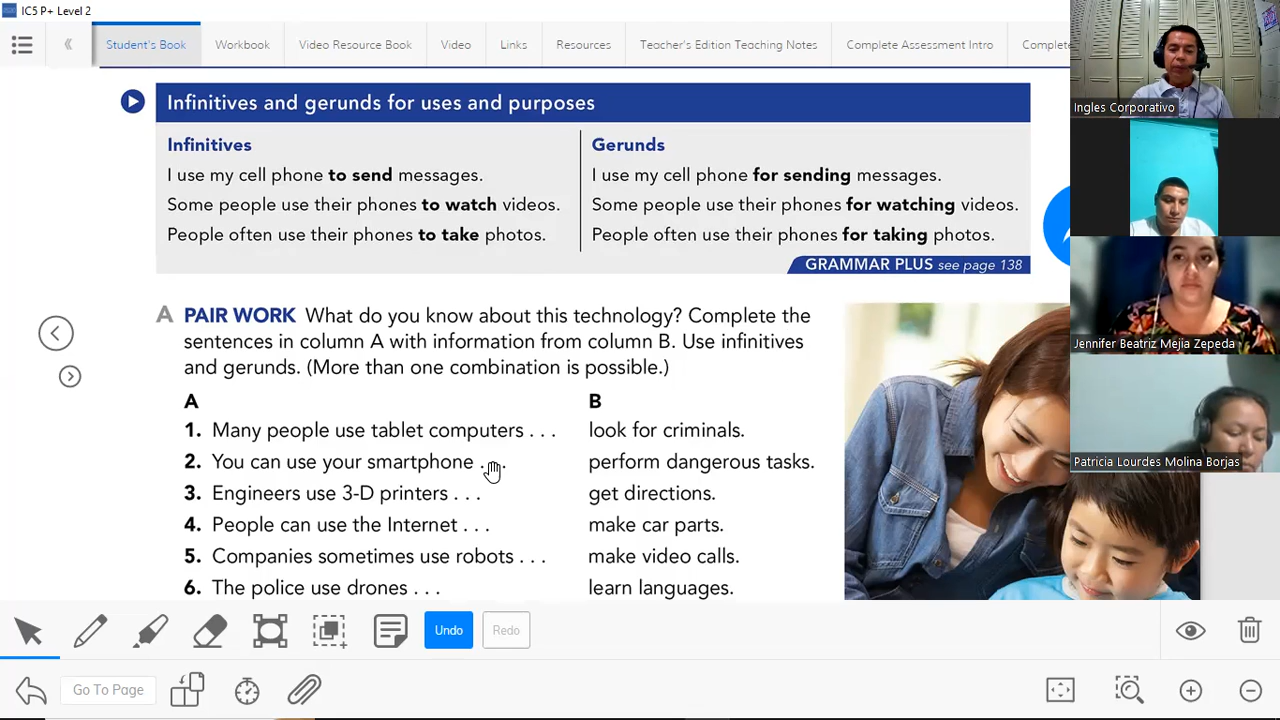 IC5 P+ Level 2
Student's Book
Workbook
Video Resource Book
Links
Resources
Teacher's Edition Teaching Notes
Complete Assessment Intro
Infinitives and gerunds for uses and purposes
Infinitives
I use my cell phone to send messages.
Some people use their phones to watch videos.
People often use their phones to take photos.
Gerunds
I use my cell phone for sending messages.
Some people use their phones for watching videos.
People often use their phones for taking photos.
GRAMMAR PLUS see page 138
A PAIR WORK What do you know about this technology? Complete the
sentences in column A with information from column B. Use infinitives
and gerunds. (More than one combination is possible.)
A
1. Many people use tablet computers . . .
2. You can use your smartphone . . .
3. Engineers use 3-D printers . . .
4. People can use the Internet . . .
5. Companies sometimes use robots . . .
6. The police use drones . . .
B
look for criminals.
perform dangerous tasks.
get directions.
make car parts.
make video calls.
learn languages.
Ingles Corporativo
Jennifer Beatriz Mejia Zepeda
Patricia Lourdes Molina Borjas
Undo
Redo
Go To Page